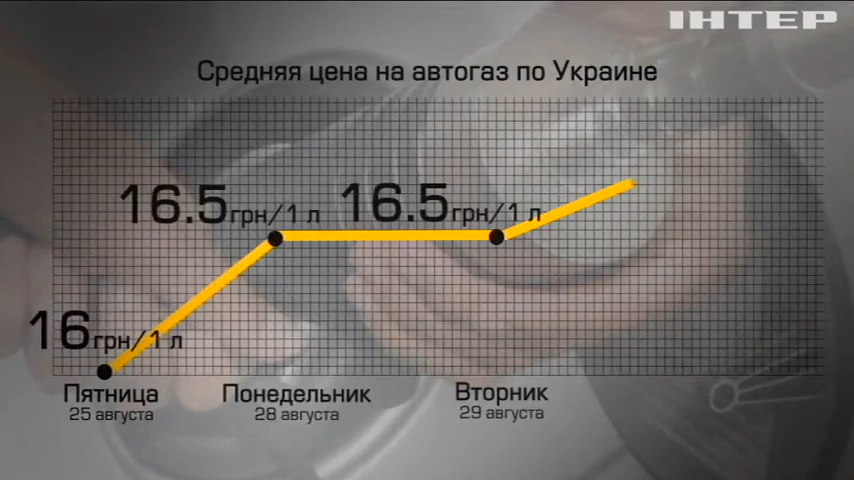 ІНТЕР
Средняя цена на автогаз по Украине
16.5грн/1 л
16.5грн/1 л
16грн/1 л
Пятница
25 августа
Понедельник
28 августа
Вторник
29 августа